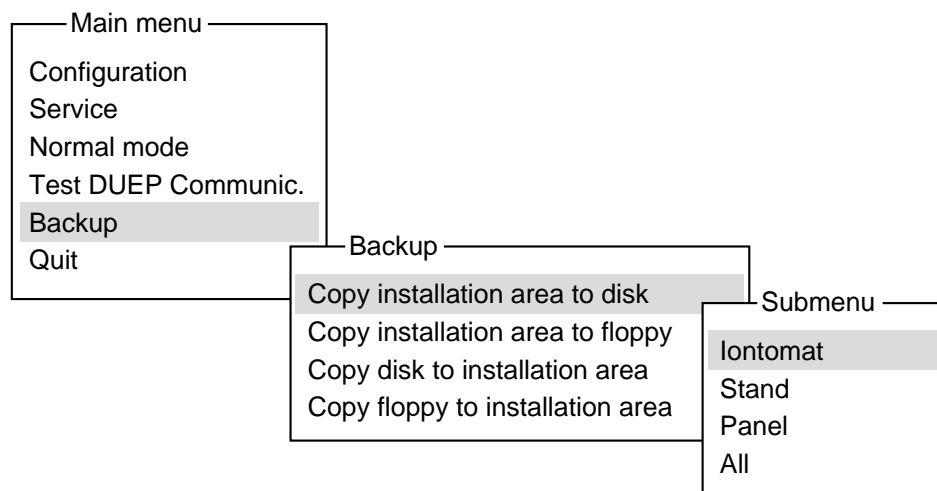 Main menu
Configuration
Service
Normal mode
Test DUEP Communic.
Backup
Quit
Backup
Copy installation area to disk
Copy installation area to floppy
Copy disk to installation area
Copy floppy to installation area
Submenu
Iontomat
Stand
Panel
All